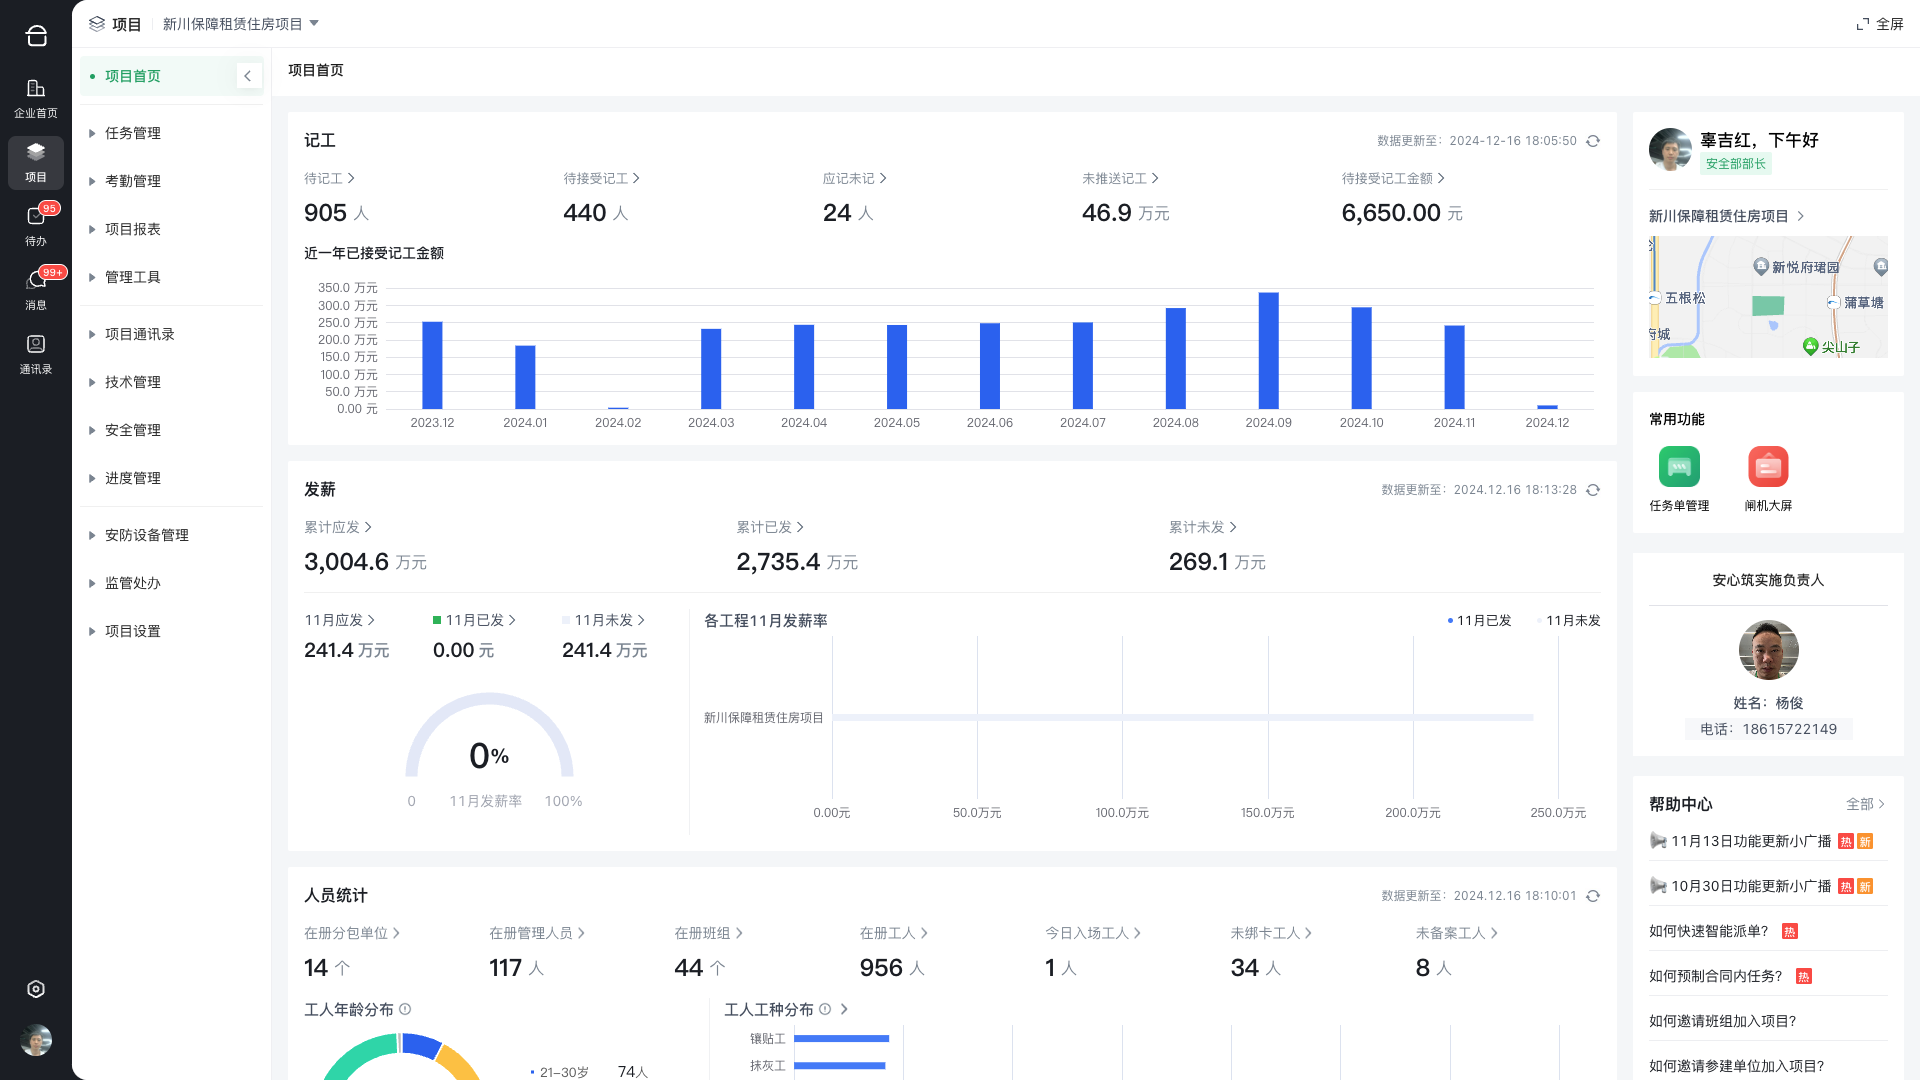 项目
新川保障租赁住房项目
全屏
企业首页
项目
95
待办
99+
消息
通讯录
项目首页
任务管理
考勤管理
项目报表
管理工具
项目通讯录
技术管理
安全管理
进度管理
安防设备管理
监管处办
项目设置
项目首页
记工
数据更新至： 2024-12-16 18:05:50
待记工 待接受记工 应记未记 未推送记工 待接受记工金额
905 人 440 人 24 人 46.9 万元 6,650.00 元
近一年已接受记工金额
350.0 万元
300.0 万元
250.0 万元
200.0 万元
150.0 万元
100.0 万元
50.0 万元
0.00 元
2023.12 2024.01 2024.02 2024.03 2024.04 2024.05 2024.06 2024.07 2024.08 2024.09 2024.10 2024.11 2024.12
发薪
数据更新至： 2024.12.16 18:13:28
累计应发 累计已发 累计未发
3,004.6 万元 2,735.4 万元 269.1 万元
11月应发 11月已发 11月未发
241.4 万元 0.00 元 241.4 万元
0%
0 11月发薪率 100%
各工程11月发薪率
11月已发 11月未发
新川保障租赁住房项目
0.00元 50.0万元 100.0万元 150.0万元 200.0万元 250.0万元
人员统计
数据更新至： 2024.12.16 18:10:01
在册分包单位 在册管理人员 在册班组 在册工人 今日入场工人 未绑卡工人 未备案工人
14 个 117 人 44 个 956 人 1 人 34 人 8 人
工人年龄分布
21-30岁 74人
工人工种分布
镶贴工
抹灰工
辜吉红，下午好
安全部部长
新川保障租赁住房项目
新悦府珺园
五根松
蒲草塘
府城
尖山子
常用功能
任务单管理 闸机大屏
安心筑实施负责人
姓名：杨俊
电话：18615722149
帮助中心
全部
11月13日功能更新小广播 热 新
10月30日功能更新小广播 热 新
如何快速智能派单？ 热
如何预制合同内任务？ 热
如何邀请班组加入项目？
如何邀请参建单位加入项目？